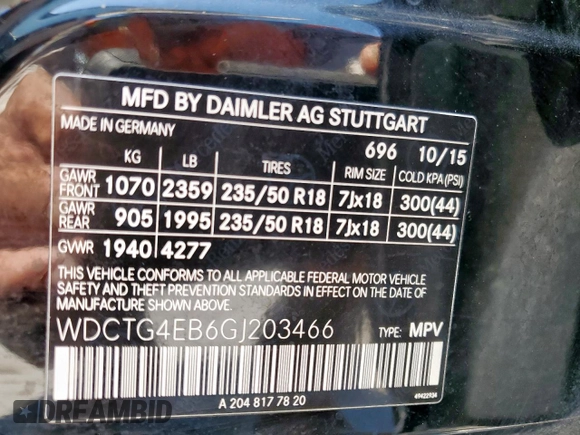 MFD BY DAIMLER AG STUTTGART
MADE IN GERMANY 696 10/15
KG LB TIRES RIM SIZE COLD KPA(PSI)
GAWR FRONT 1070 2359 235/50 R18 7Jx18 300(44)
GAWR REAR 905 1995 235/50 R18 7Jx18 300(44)
GWR 1940 4277
THIS VEHICLE CONFORMS TO ALL APPLICABLE FEDERAL MOTOR VEHICLE
SAFETY AND THEFT PREVENTION STANDARDS IN EFFECT ON THE DATE OF
MANUFACTURE SHOWN ABOVE.
WDCTG4EB6GJ203466 TYPE: MPV
A 204 817 78 20 49422934
DREAMBID